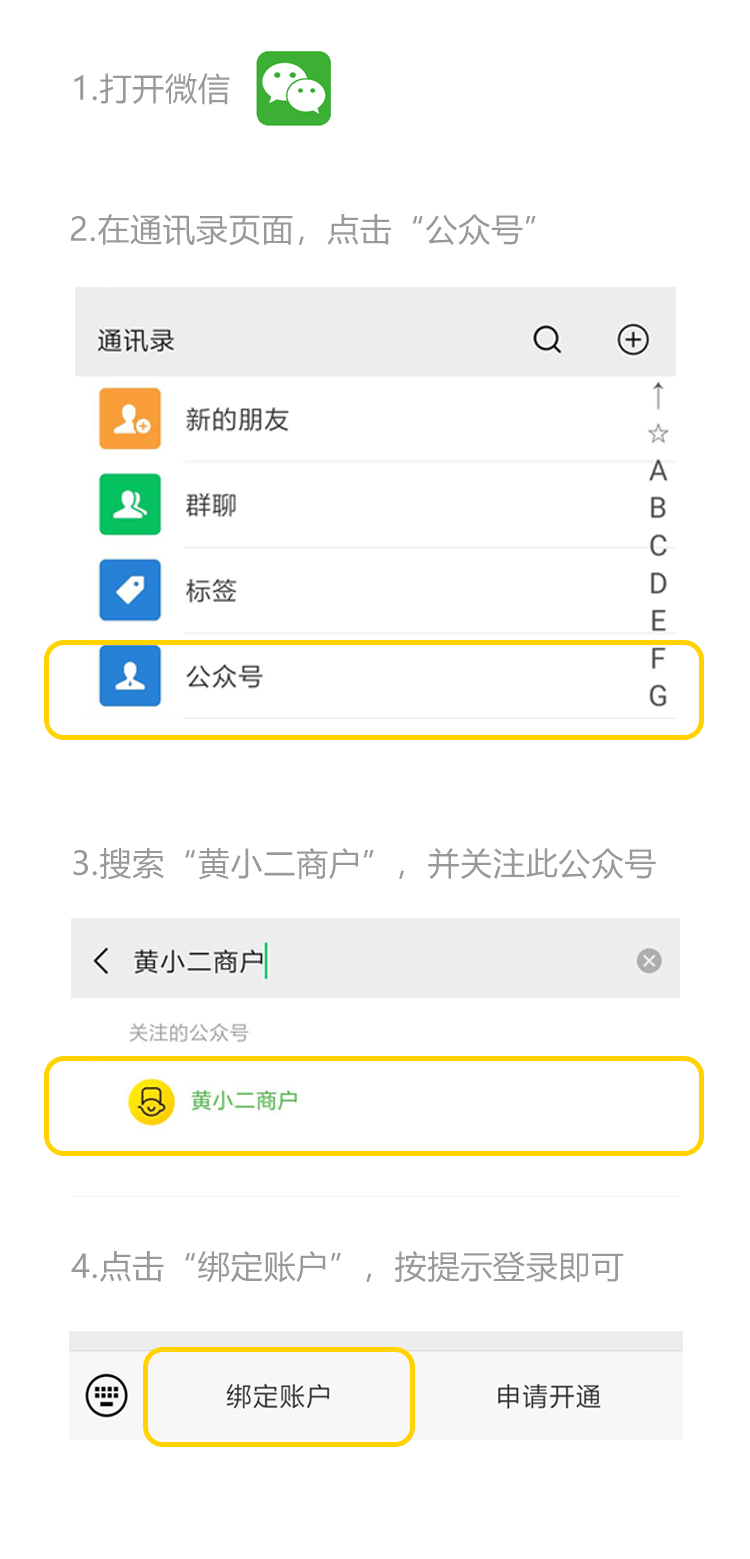 1.打开微信
2.在通讯录页面，点击“公众号”
通讯录
新的朋友
群聊
标签
公众号
A
B
C
D
E
F
G
3.搜索“黄小二商户”，并关注此公众号
黄小二商户
关注的公众号
黄小二商户
4.点击“绑定账户”，按提示登录即可
绑定账户 申请开通